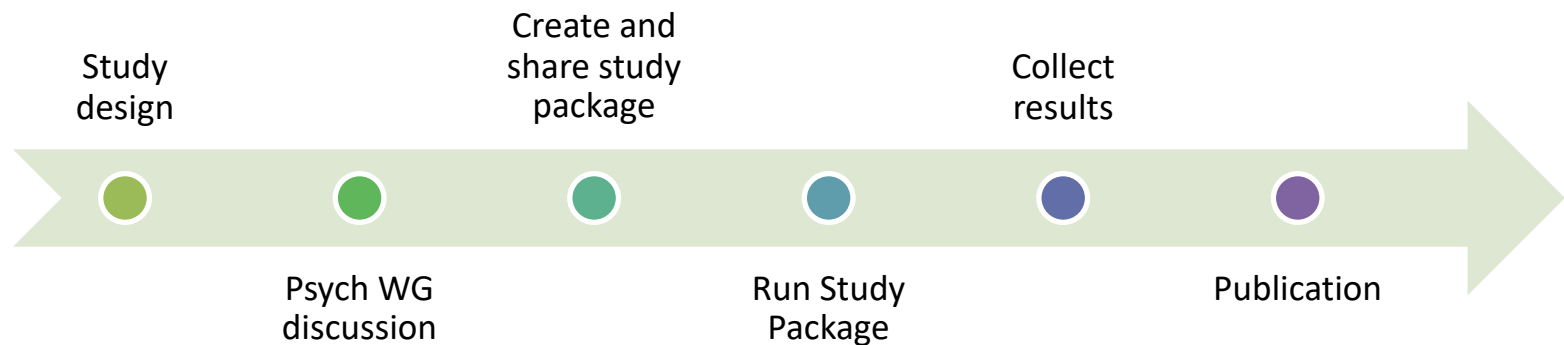 Study
design
Psych WG
discussion
Create and
share study
package
Run Study
Package
Collect
results
Publication